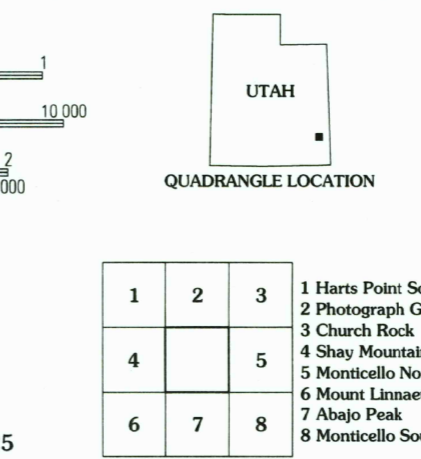 1
10 000
2
000
UTAH
QUADRANGLE LOCATION
1 2 3
4 5
6 7 8
1 Harts Point
2 Photograph
3 Church Rock
4 Shay
5 Monticello
6 Mount
7 Abajo Peak
8 Monticello
5